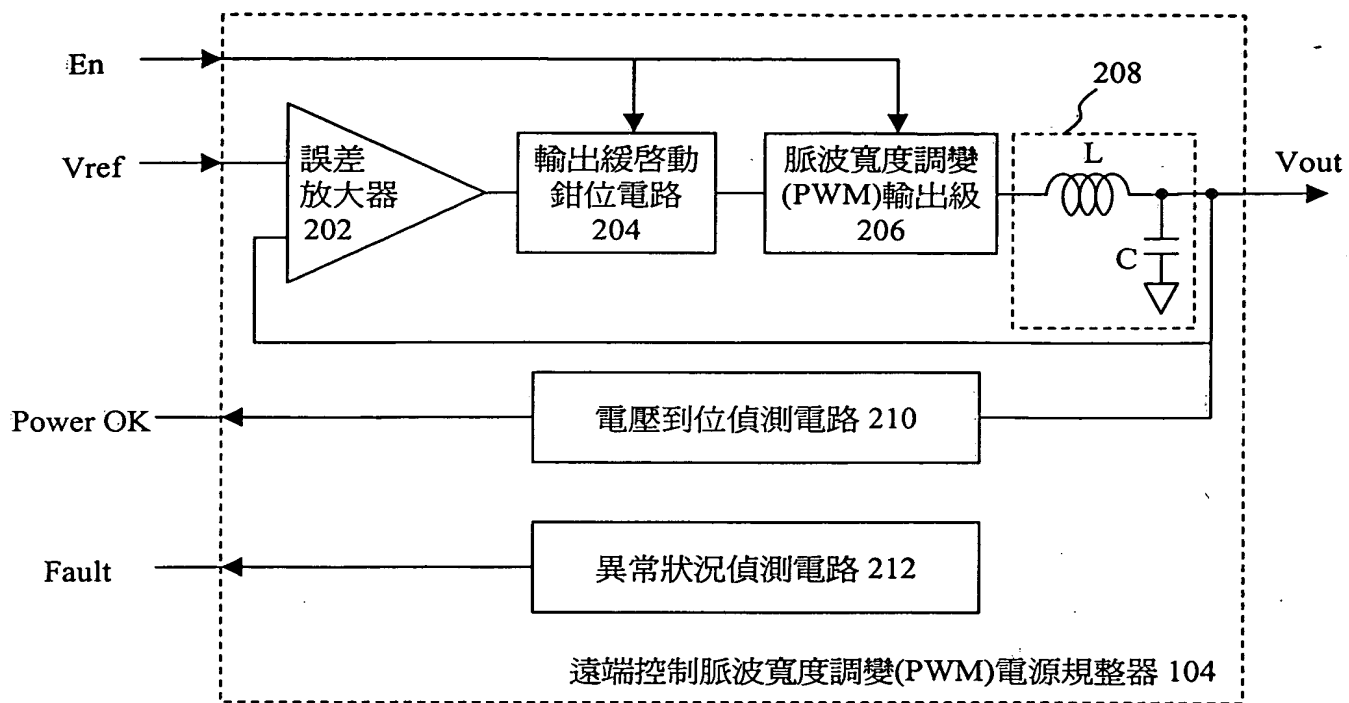 En
208
Vref
誤差
放大器
202
輸出緩啓動
鉗位電路
204
脈波寬度調變
(PWM)輸出級
206
L
C
Vout
Power OK
電壓到位偵測電路 210
Fault
異常狀況偵測電路 212
遠端控制脈波寬度調變(PWM)電源規整器 104